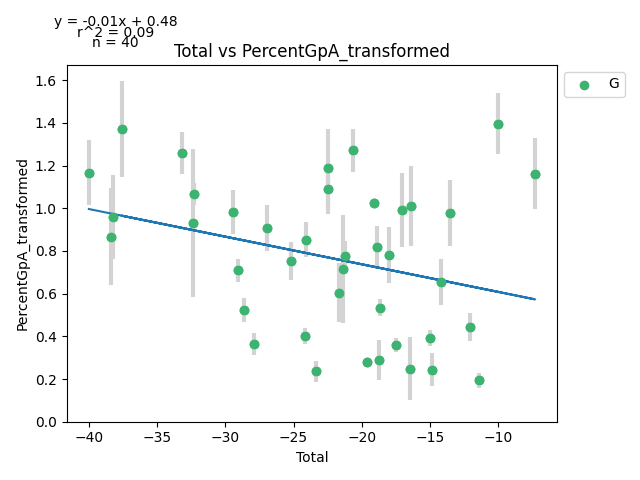 y = -0.01x + 0.48
r^2 = 0.09
n = 40
Total vs PercentGpA_transformed
G
PercentGpA_transformed
1.6
1.4
1.2
1.0
0.8
0.6
0.4
0.2
0.0
−40 −35 −30 −25 −20 −15 −10
Total